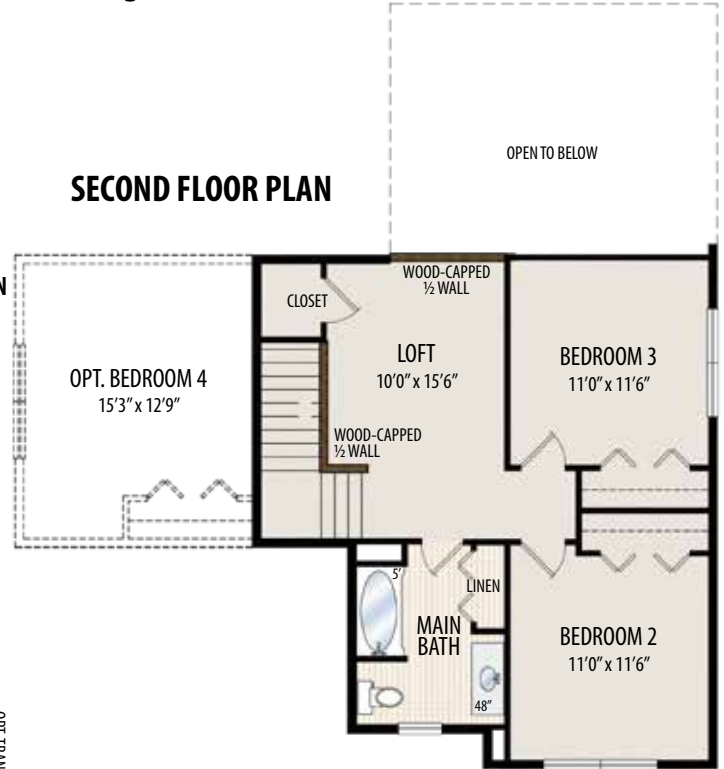 g
OPEN TO BELOW
SECOND FLOOR PLAN
N
WOOD-CAPPED
½ WALL
CLOSET
LOFT
10'0" x 15'6"
BEDROOM 3
11'0" x 11'6"
OPT. BEDROOM 4
15'3" x 12'9"
WOOD-CAPPED
½ WALL
5'
LINEN
MAIN
BATH
BEDROOM 2
11'0" x 11'6"
48"